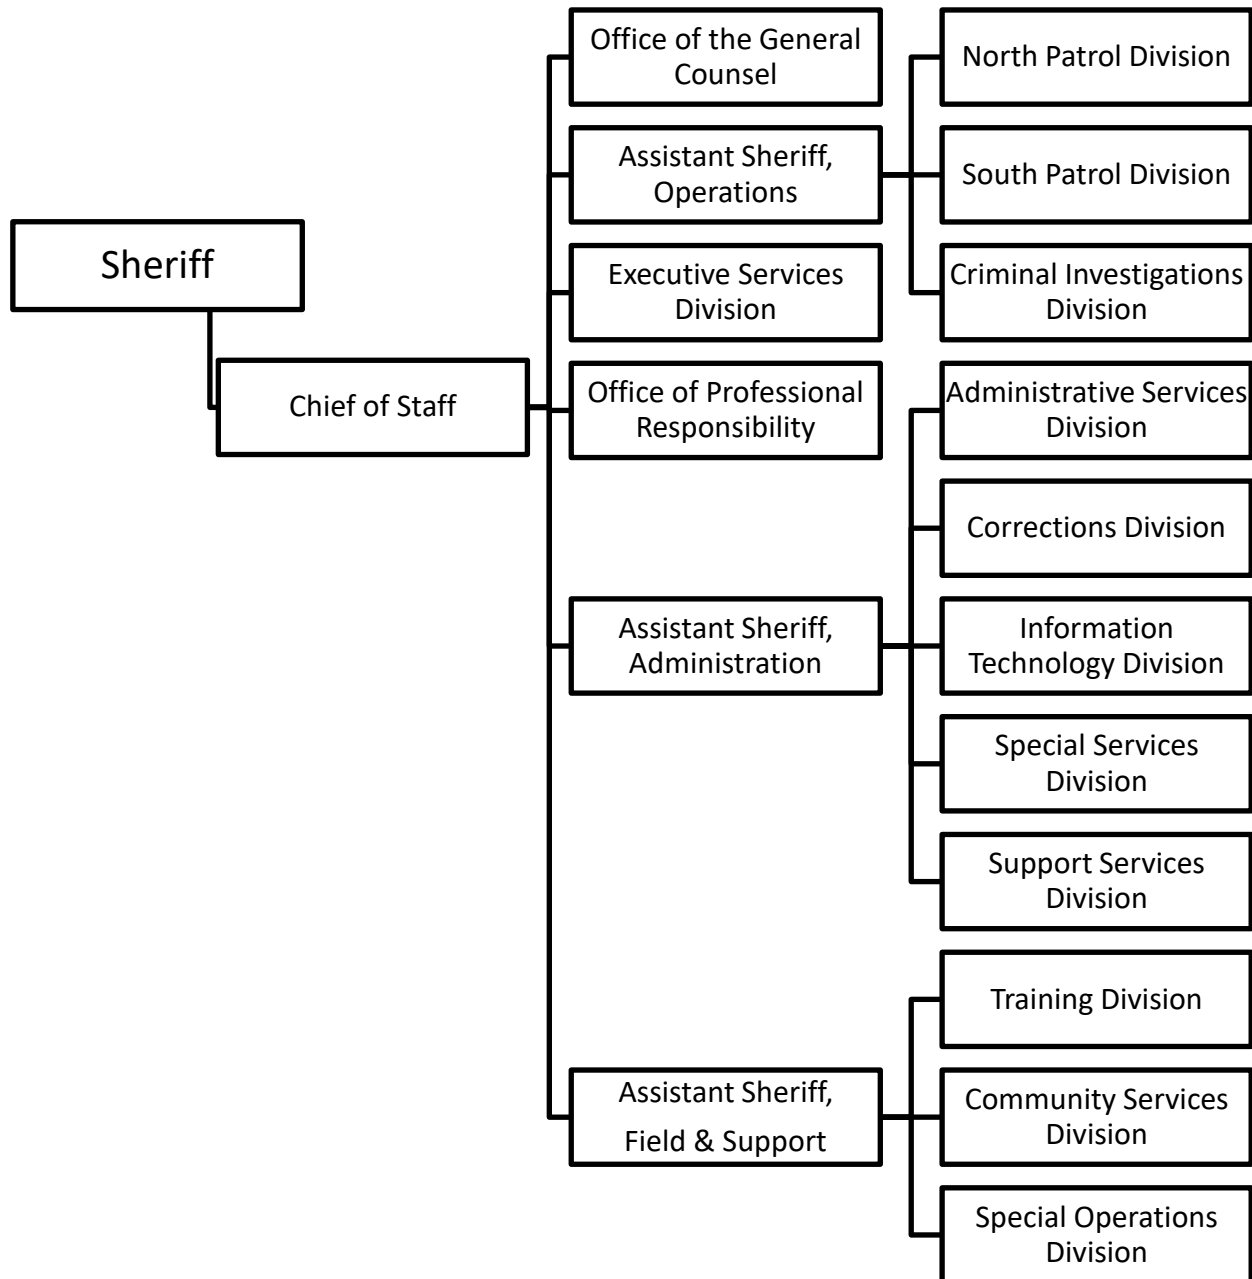 Sheriff
Chief of Staff
Office of the General
Counsel
Assistant Sheriff,
Operations
Executive Services
Division
Office of Professional
Responsibility
Assistant Sheriff,
Administration
Assistant Sheriff,
Field & Support
North Patrol Division
South Patrol Division
Criminal Investigations
Division
Administrative Services
Division
Corrections Division
Information
Technology Division
Special Services
Division
Support Services
Division
Training Division
Community Services
Division
Special Operations
Division